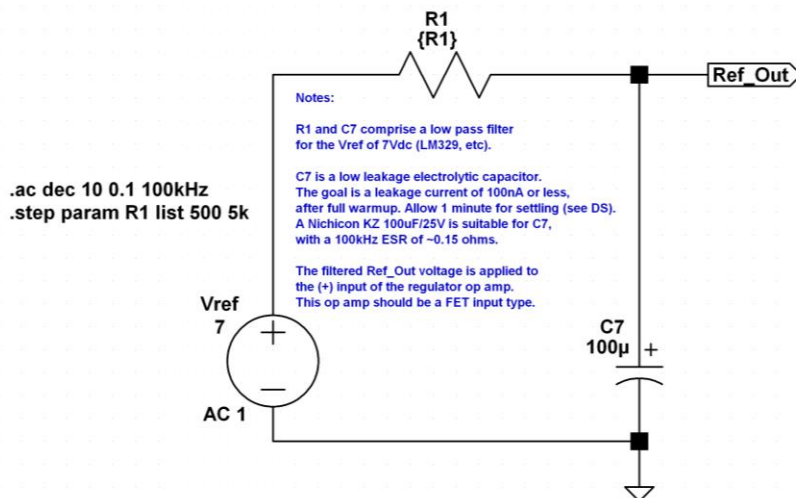 R1
{R1}
Ref_Out
Notes:
R1 and C7 comprise a low pass filter
for the Vref of 7Vdc (LM329, etc).
C7 is a low leakage electrolytic capacitor.
The goal is a leakage current of 100nA or less,
after full warmup. Allow 1 minute for settling (see DS).
A Nichicon KZ 100uF/25V is suitable for C7,
with a 100kHz ESR of ~0.15 ohms.
The filtered Ref_Out voltage is applied to
the (+) input of the regulator op amp.
This op amp should be a FET input type.
.ac dec 10 0.1 100kHz
.step param R1 list 500 5k
Vref
7
AC 1
C7
100µ